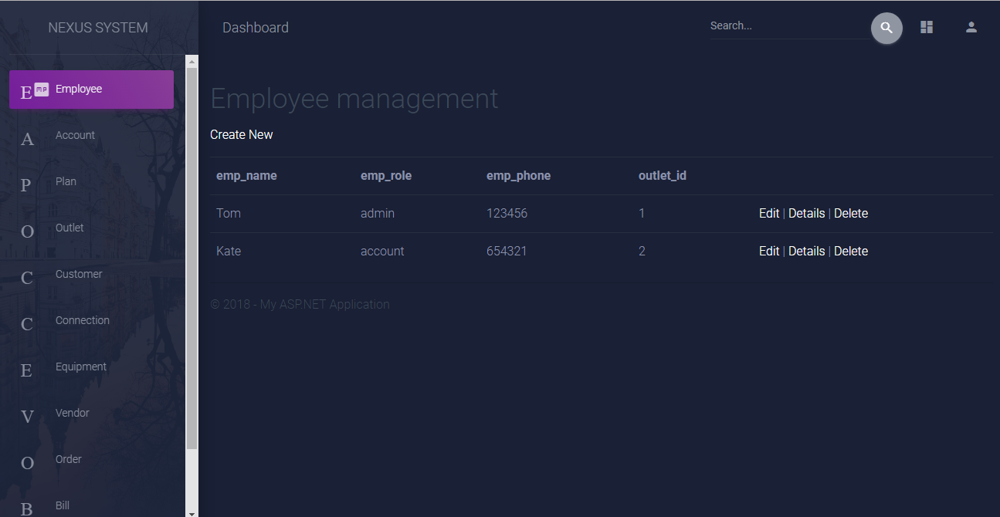 NEXUS SYSTEM
Dashboard
Search...
E MP Employee
A Account
P Plan
O Outlet
C Customer
C Connection
E Equipment
V Vendor
O Order
B Bill
Employee management
Create New
emp_name emp_role emp_phone outlet_id
Tom admin 123456 1 Edit | Details | Delete
Kate account 654321 2 Edit | Details | Delete
© 2018 - My ASP.NET Application